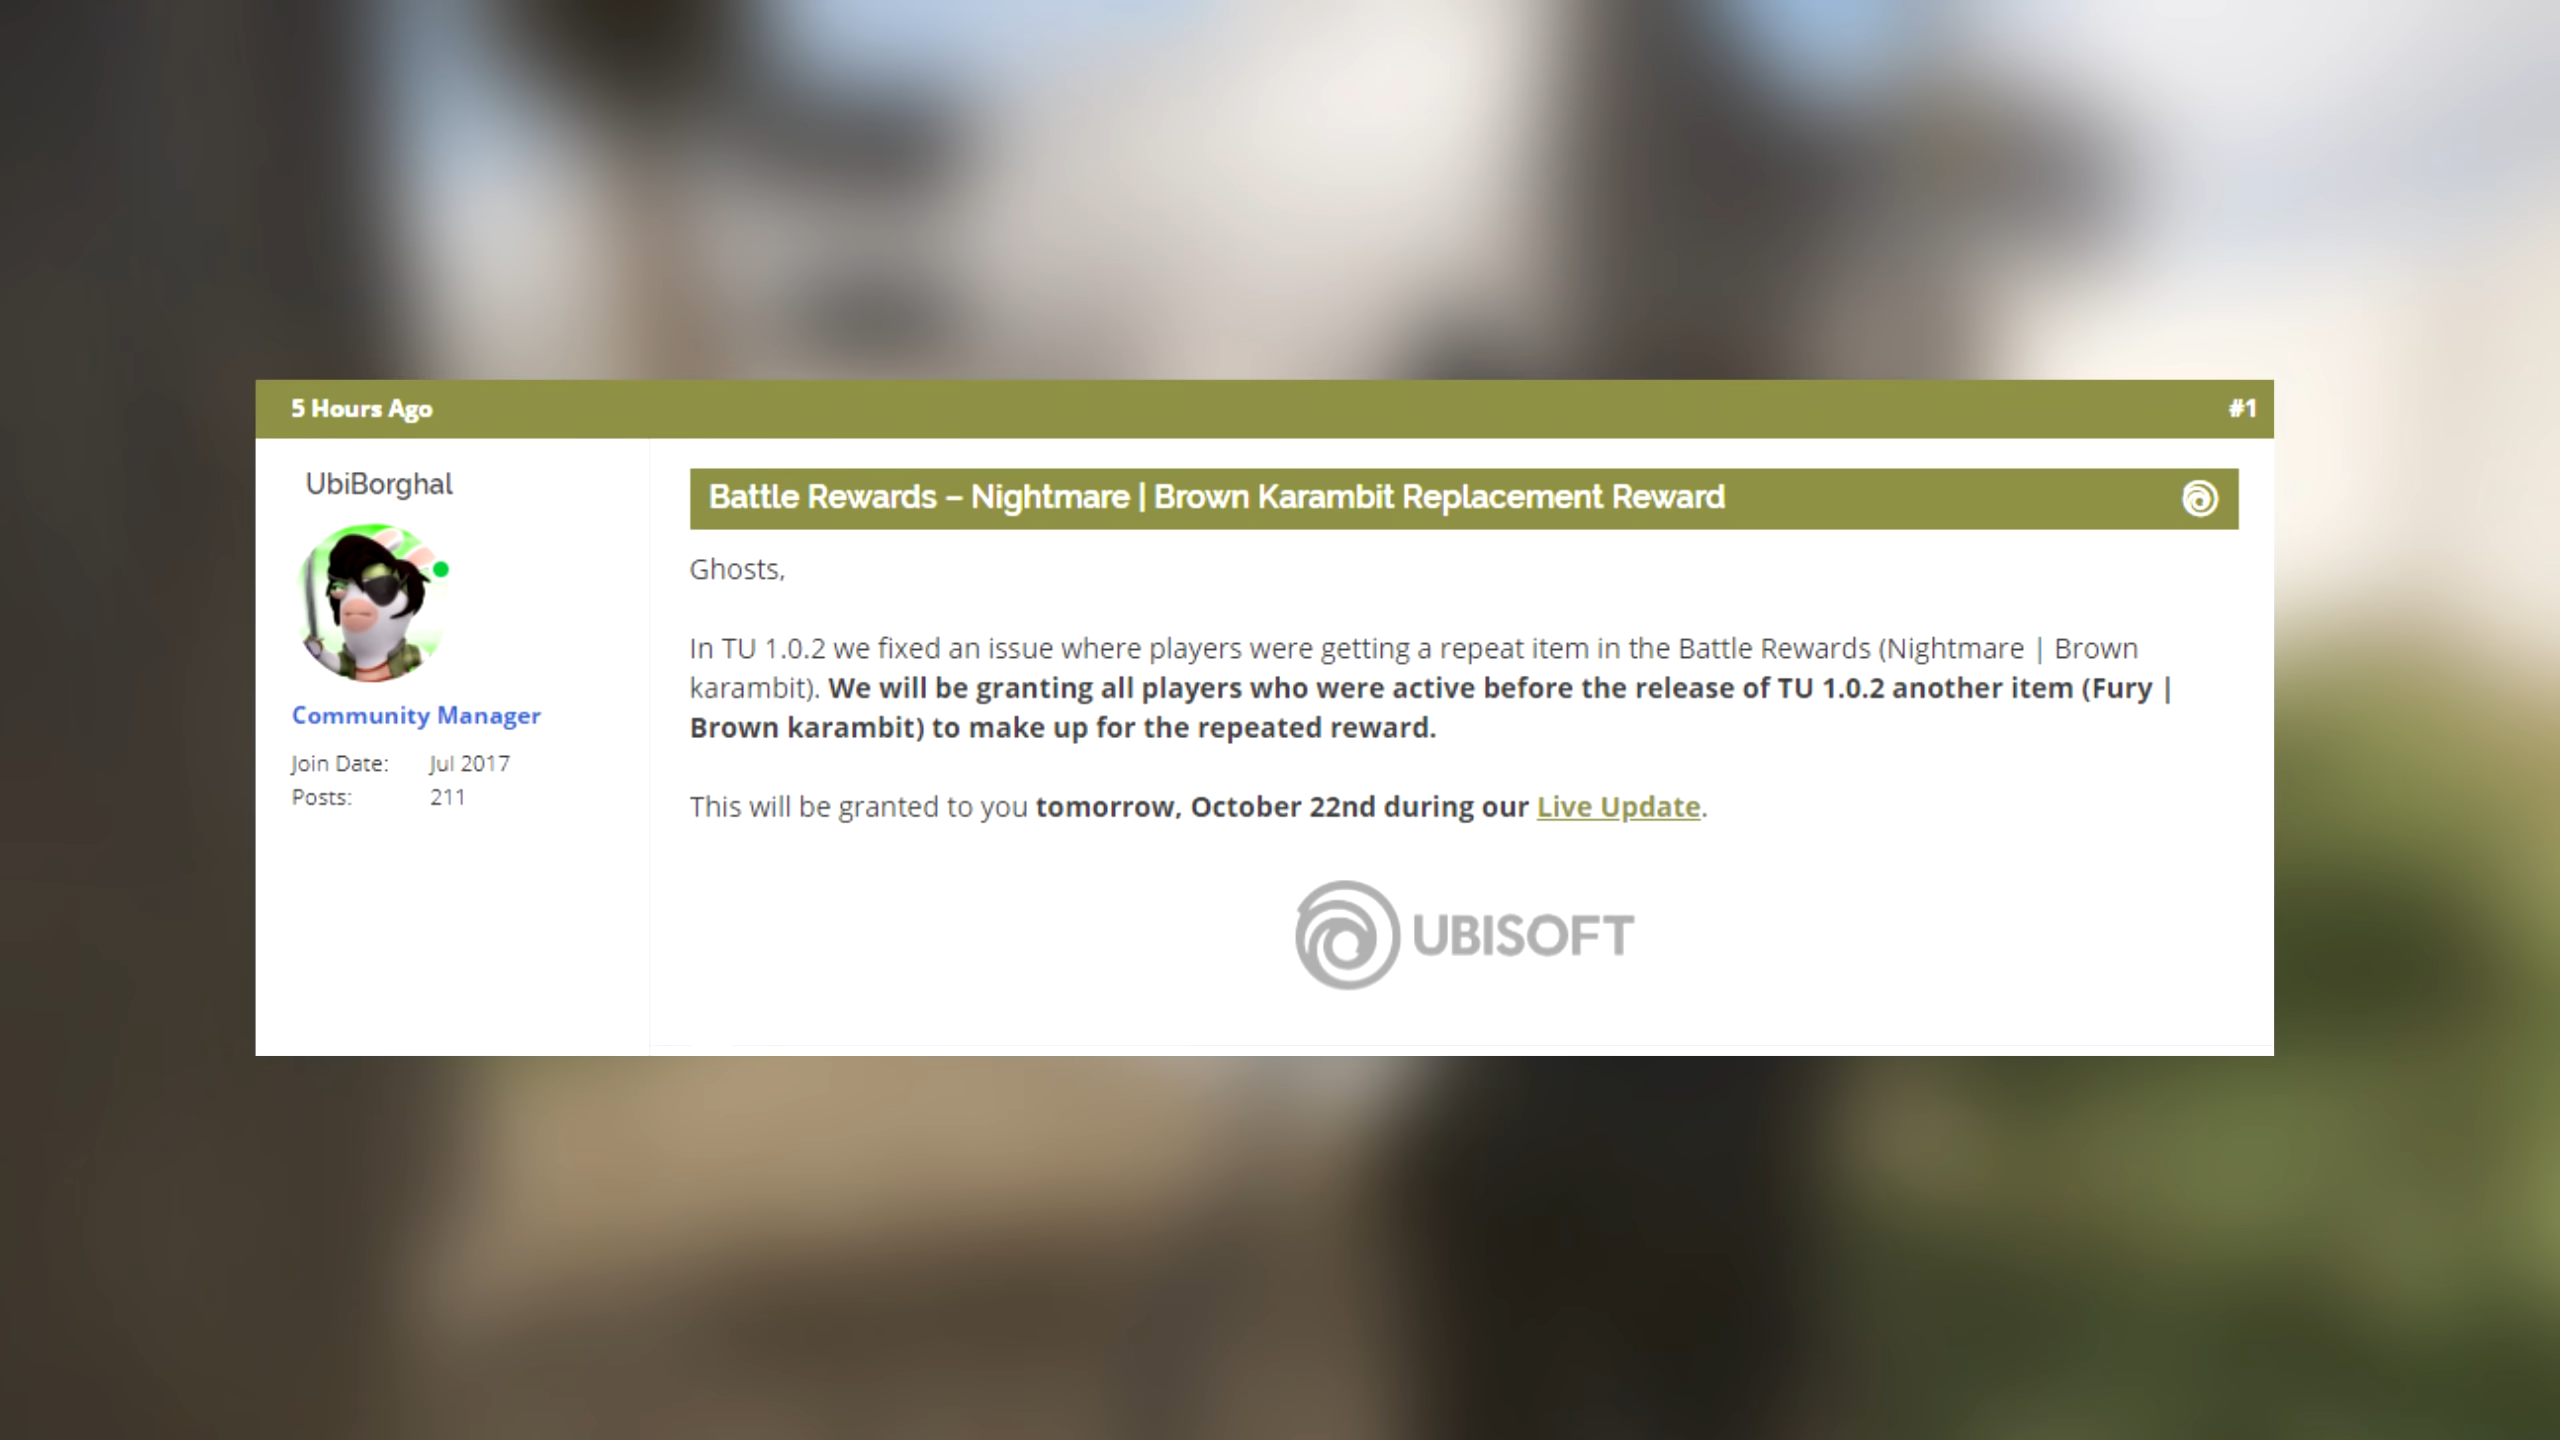 5 Hours Ago
#1
UbiBorghal
Community Manager
Join Date: Jul 2017
Posts: 211
Battle Rewards – Nightmare | Brown Karambit Replacement Reward
Ghosts,
In TU 1.0.2 we fixed an issue where players were getting a repeat item in the Battle Rewards (Nightmare | Brown
karambit). We will be granting all players who were active before the release of TU 1.0.2 another item (Fury |
Brown karambit) to make up for the repeated reward.
This will be granted to you tomorrow, October 22nd during our Live Update.
UBISOFT